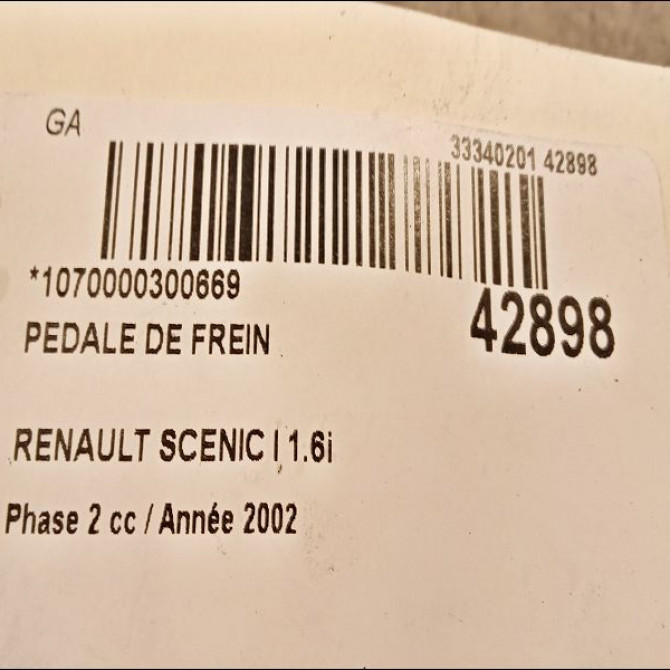 GA
33340201 42898
*1070000300669
42898
PEDALE DE FREIN
RENAULT SCENIC I 1.6i
Phase 2 cc / Année 2002